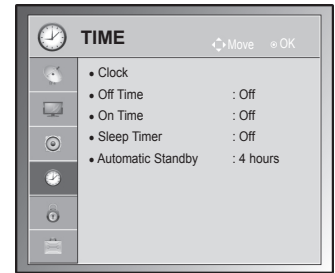 TIME
Move OK
• Clock
• Off Time : Off
• On Time : Off
• Sleep Timer : Off
• Automatic Standby : 4 hours